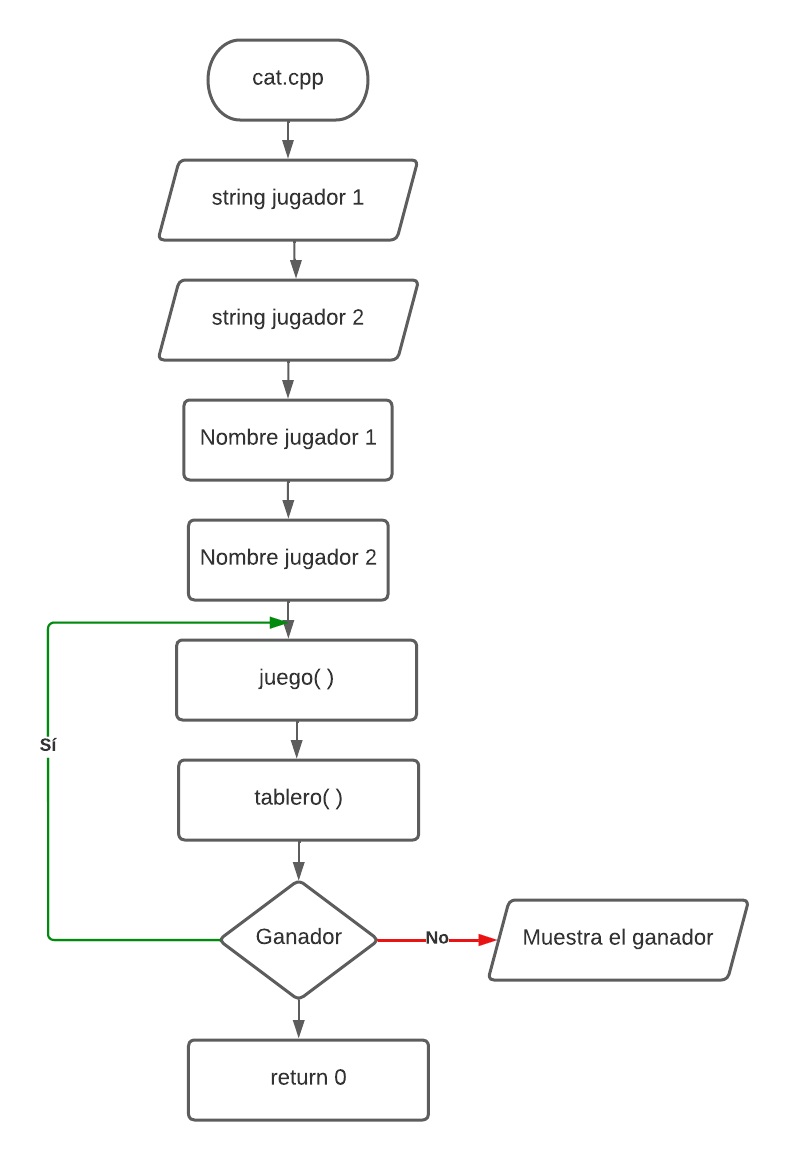 cat.cpp
string jugador 1
string jugador 2
Nombre jugador 1
Nombre jugador 2
juego( )
Sí
tablero( )
Ganador
No
Muestra el ganador
return 0